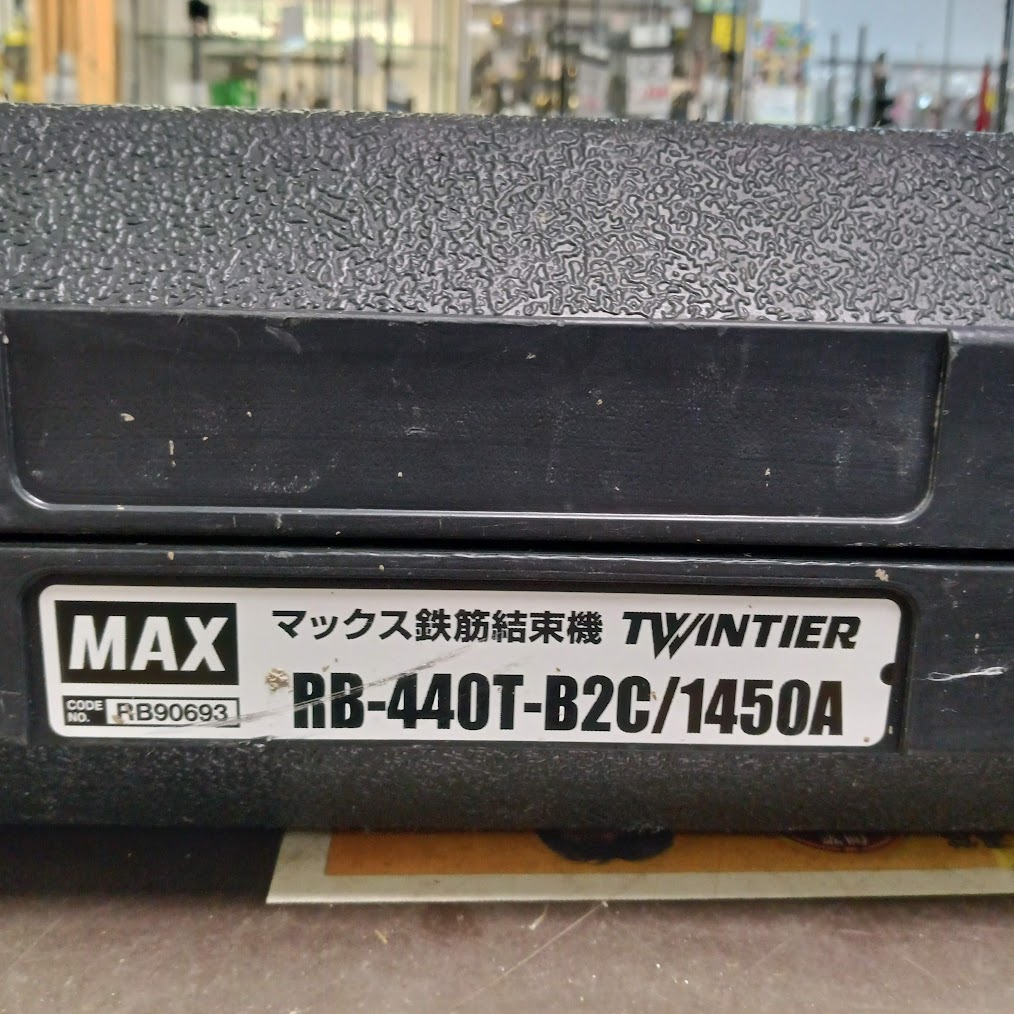 MAX
マックス鉄筋結束機 TWINTIER
CODE NO. RB90693
RB-440T-B2C/1450A